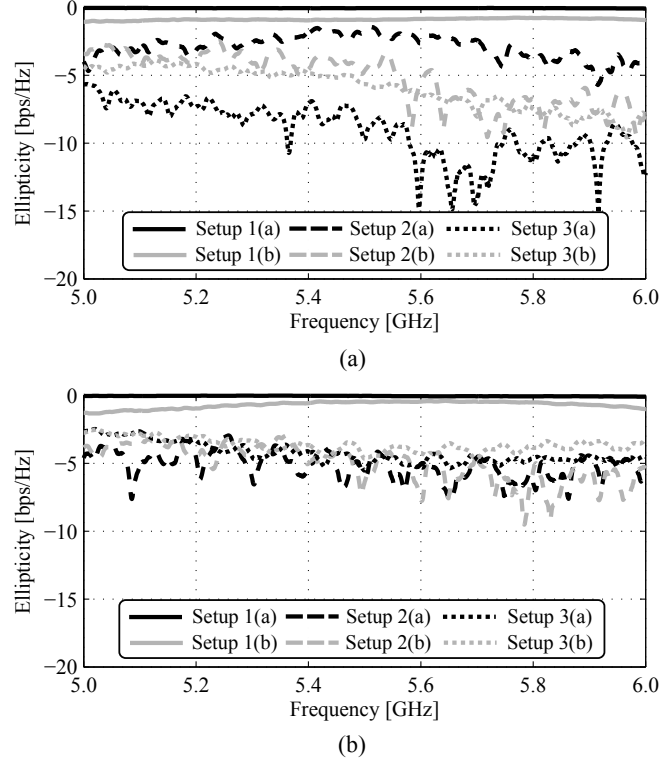 Ellipticity [bps/Hz]
0
−5
−10
−15
−20
Setup 1(a) Setup 2(a) Setup 3(a)
Setup 1(b) Setup 2(b) Setup 3(b)
5.0 5.2 5.4 5.6 5.8 6.0
Frequency [GHz]
(a)
Ellipticity [bps/Hz]
0
−5
−10
−15
−20
Setup 1(a) Setup 2(a) Setup 3(a)
Setup 1(b) Setup 2(b) Setup 3(b)
5.0 5.2 5.4 5.6 5.8 6.0
Frequency [GHz]
(b)